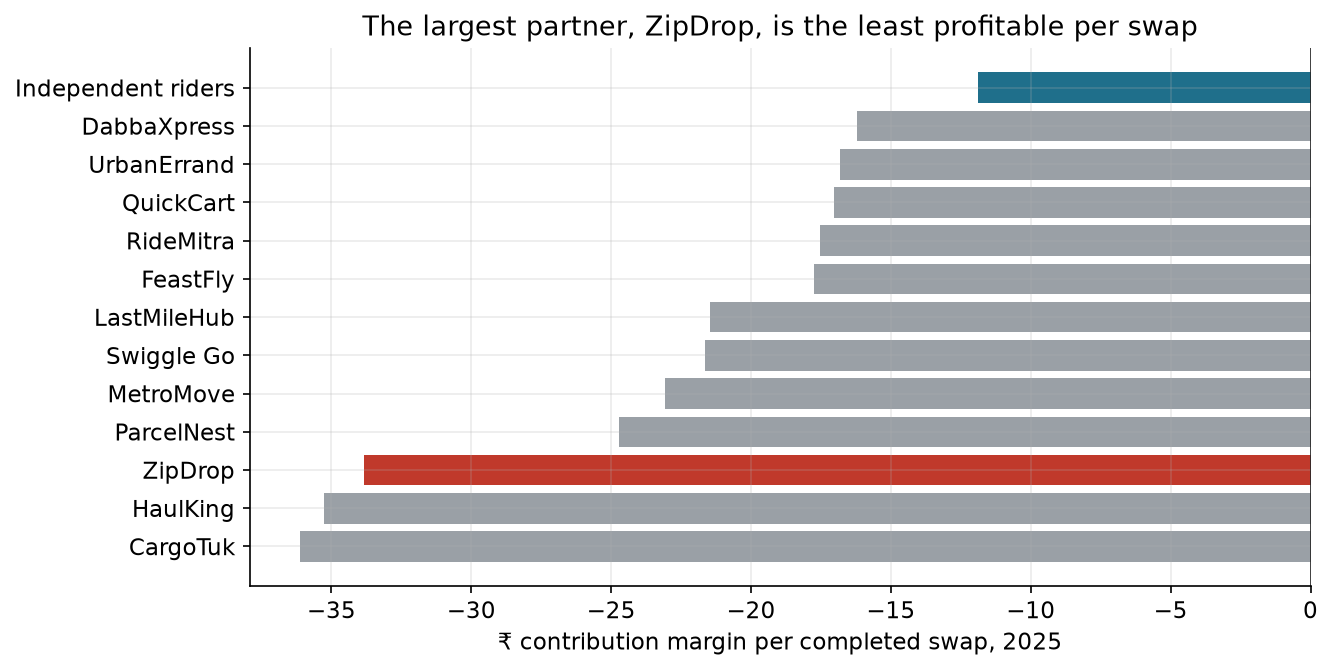 The largest partner, ZipDrop, is the least profitable per swap
Independent riders
DabbaXpress
UrbanErrand
QuickCart
RideMitra
FeastFly
LastMileHub
Swiggle Go
MetroMove
ParcelNest
ZipDrop
HaulKing
CargoTuk
−35 −30 −25 −20 −15 −10 −5 0
₹ contribution margin per completed swap, 2025